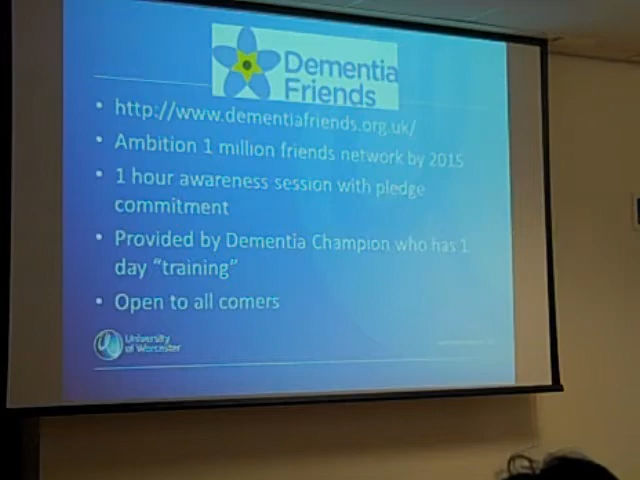 Dementia
Friends
• http://www.dementiafriends.org.uk/
• Ambition 1 million friends network by 2015
• 1 hour awareness session with pledge
commitment
• Provided by Dementia Champion who has 1
day “training”
• Open to all comers
University
of Worcester